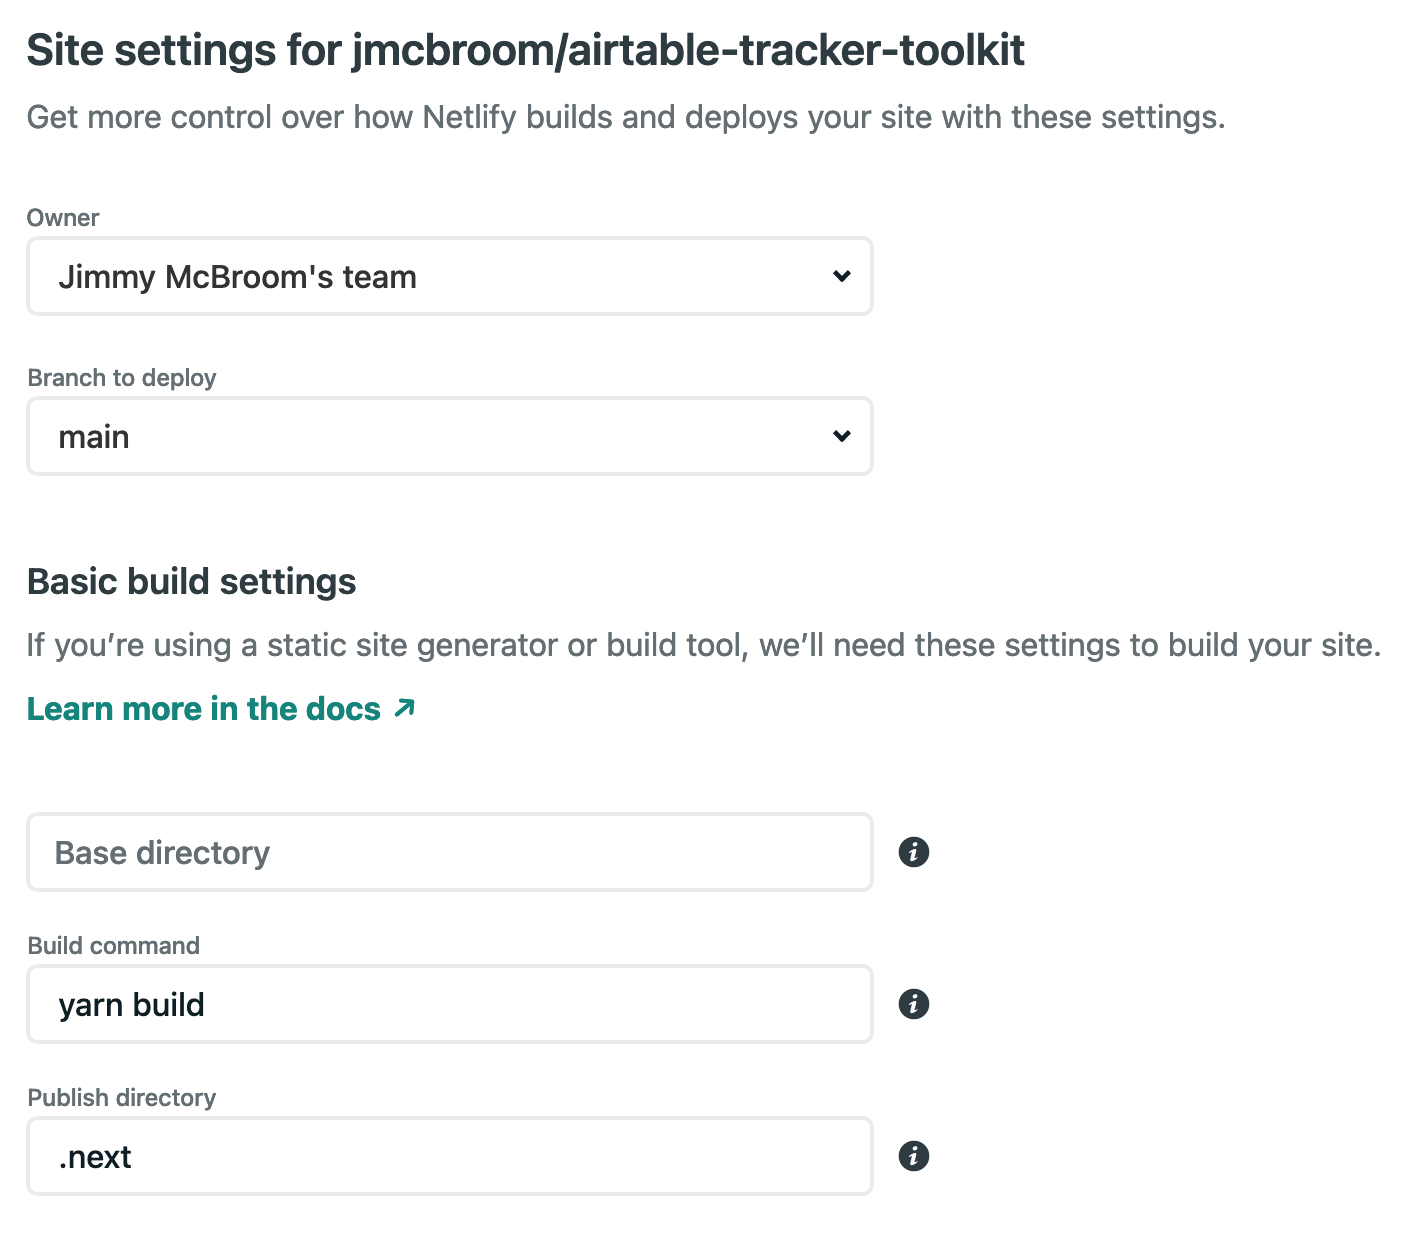 Site settings for jmcbroom/airtable-tracker-toolkit
Get more control over how Netlify builds and deploys your site with these settings.
Owner
Jimmy McBroom's team
Branch to deploy
main
Basic build settings
If you’re using a static site generator or build tool, we’ll need these settings to build your site.
Learn more in the docs ↗
Base directory
Build command
yarn build
Publish directory
.next